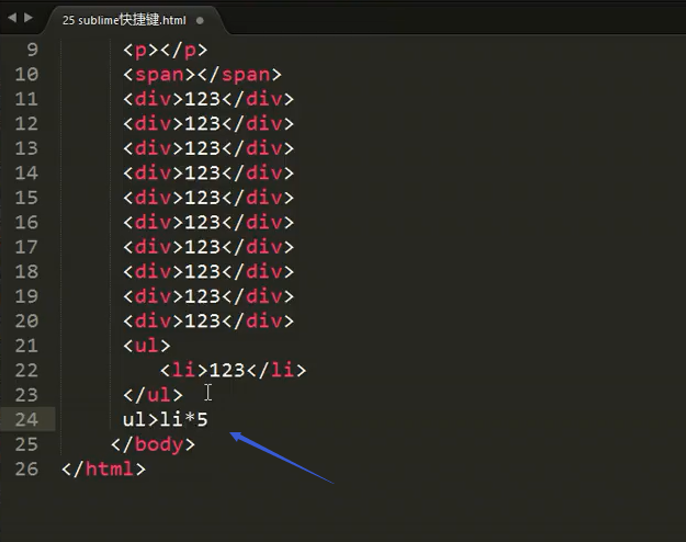 25 sublime快捷键.html
9 <p></p>
10 <span></span>
11 <div>123</div>
12 <div>123</div>
13 <div>123</div>
14 <div>123</div>
15 <div>123</div>
16 <div>123</div>
17 <div>123</div>
18 <div>123</div>
19 <div>123</div>
20 <div>123</div>
21 <ul>
22 <li>123</li>
23 </ul>
24 ul>li*5
25 </body>
26 </html>